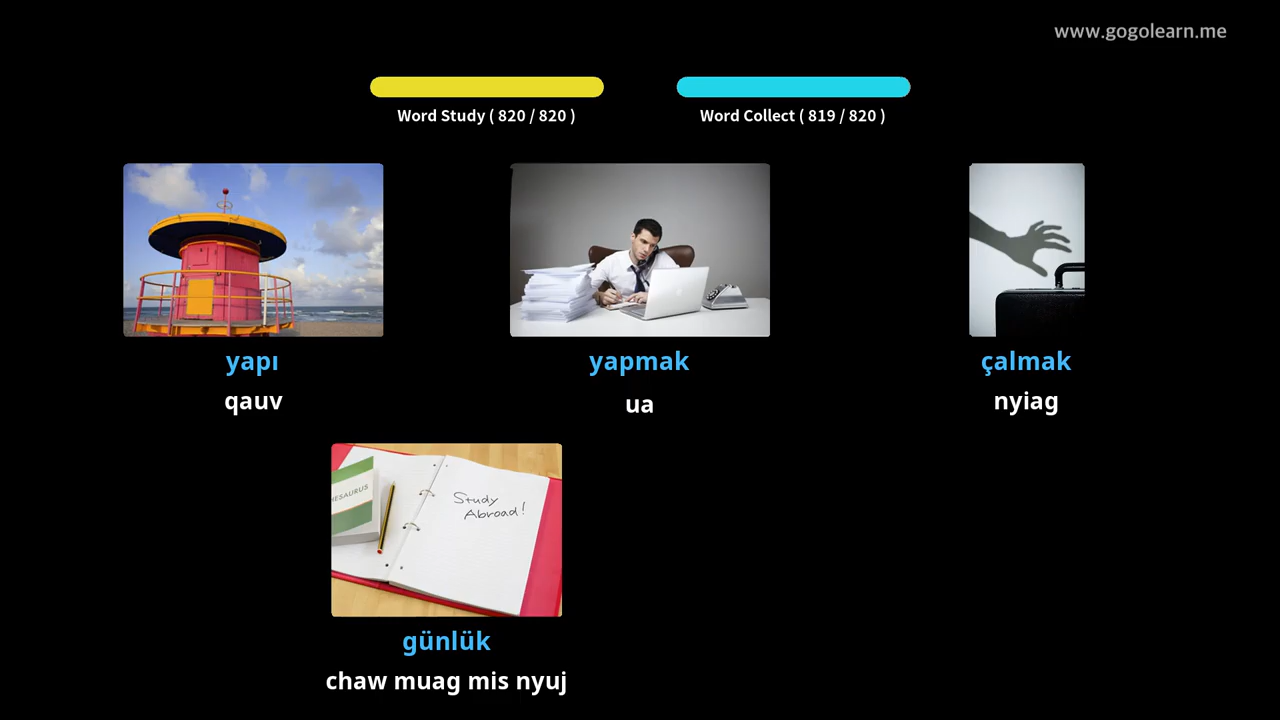 www.gogolearn.me
Word Study ( 820 / 820 )
Word Collect ( 819 / 820 )
yapı
qauv
yapmak
ua
çalmak
nyiag
HESAURUS
Study
Abroad!
günlük
chaw muag mis nyuj